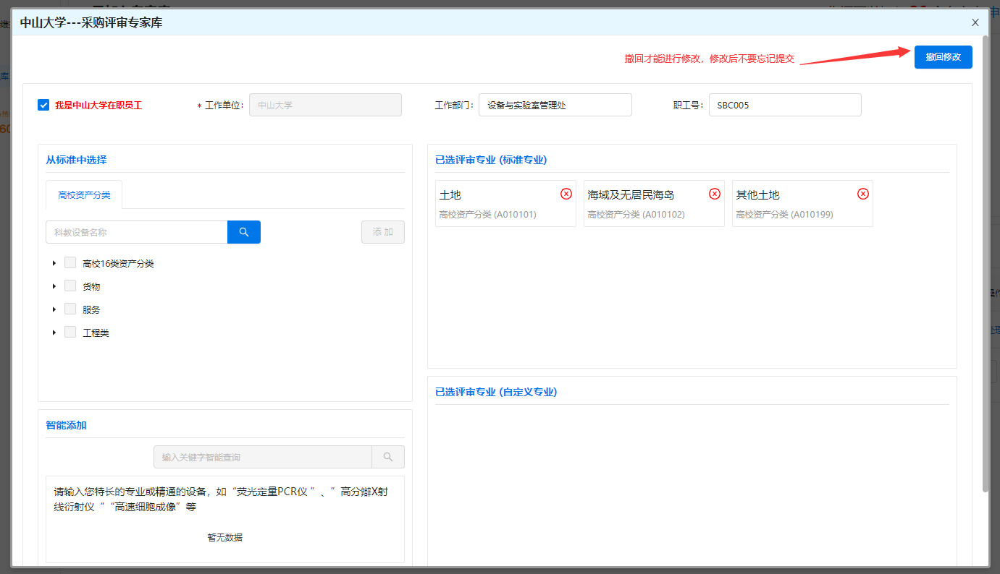 中山大学---采购评审专家库
X
撤回才能进行修改，修改后不要忘记提交
撤回修改
我是中山大学在职员工
* 工作单位: 中山大学
工作部门: 设备与实验室管理处
职工号: SBC005
从标准中选择
高校资产分类
科教设备名称
添 加
高校16类资产分类
货物
服务
工程类
已选评审专业 (标准专业)
土地
高校资产分类 (A010101)
海域及无居民海岛
高校资产分类 (A010102)
其他土地
高校资产分类 (A010199)
智能添加
输入关键字智能查询
请输入您特长的专业或精通的设备，如“荧光定量PCR仪 ” 、” 高分辩X射
线衍射仪 “ “高速细胞成像” 等
暂无数据
已选评审专业 (自定义专业)